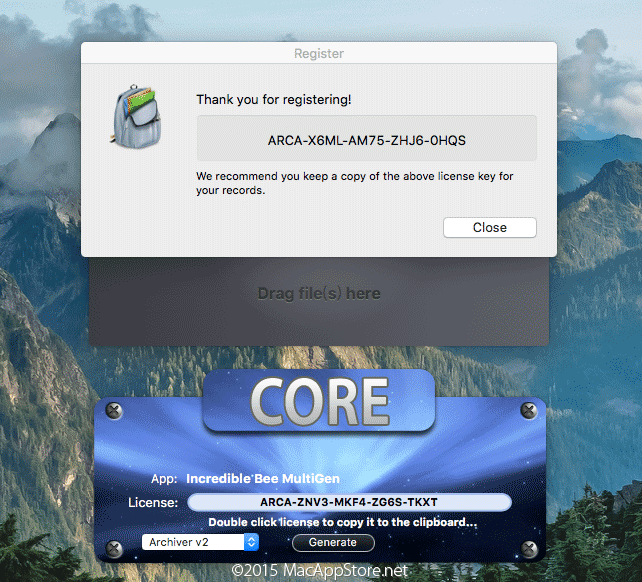 Register
Thank you for registering!
ARCA-X6ML-AM75-ZHJ6-0HQS
We recommend you keep a copy of the above license key for
your records.
Close
Drag file(s) here
CORE
App: Incredible Bee MultiGen
License: ARCA-ZNV3-MKF4-ZG6S-TKXT
Double click license to copy it to the clipboard...
Archiver v2 Generate
©2015 MacAppStore.net